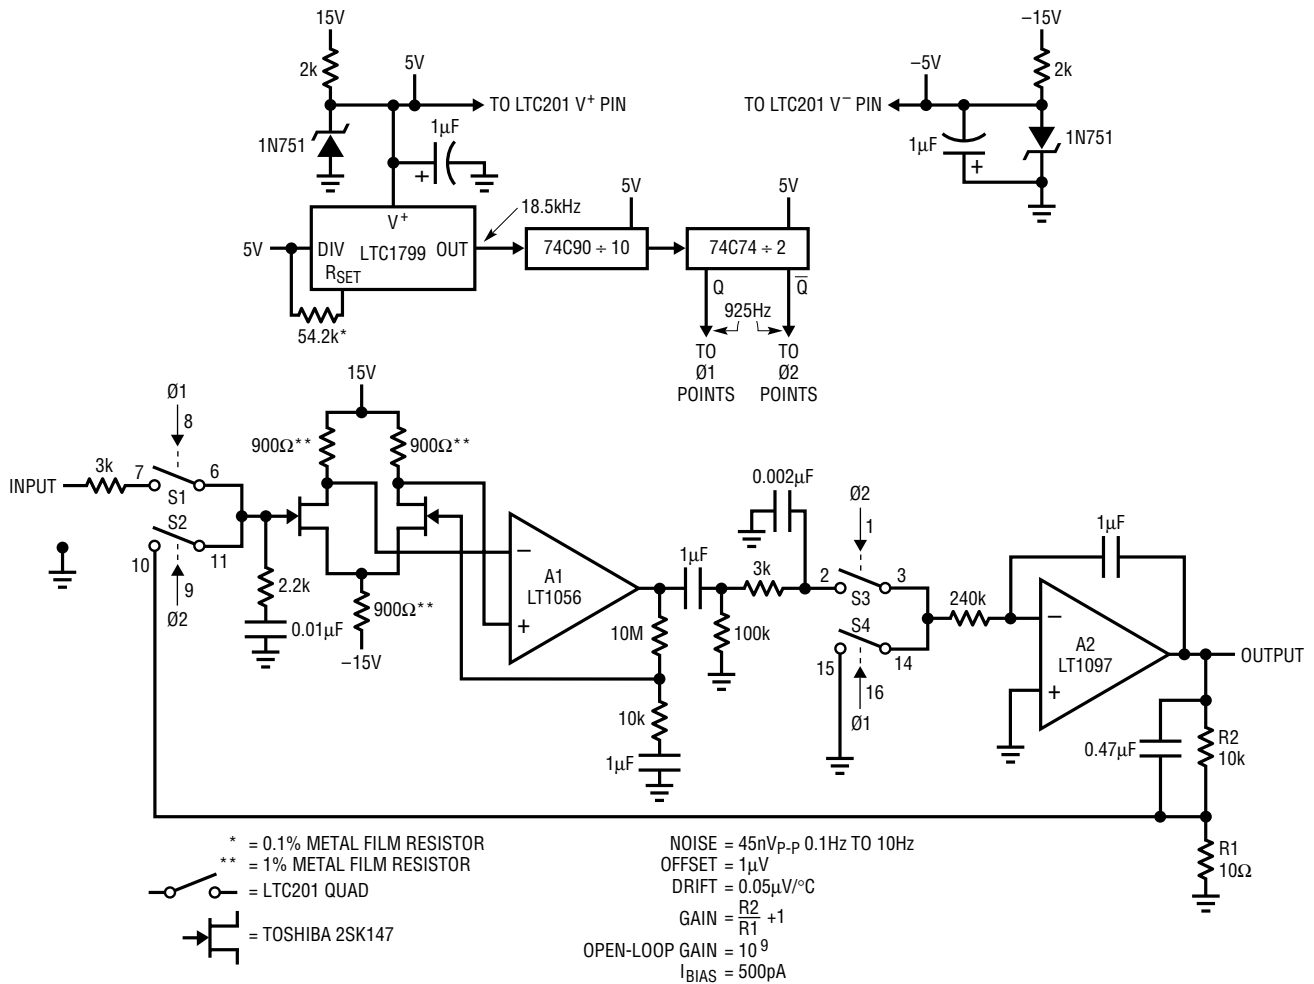 15V
2k
5V
TO LTC201 V+ PIN
1N751
1µF
+
–15V
–5V
2k
TO LTC201 V– PIN
1µF
+
1N751
V+
5V
DIV
LTC1799
OUT
RSET
54.2k*
18.5kHz
5V
74C90 ÷ 10
5V
74C74 ÷ 2
Q
Q̅
925Hz
TO
Ø1
POINTS
TO
Ø2
POINTS
15V
Ø1
8
900Ω**
900Ω**
INPUT
3k
7
6
S1
S2
10
11
9
Ø2
2.2k
0.01µF
900Ω**
–15V
–
A1
LT1056
+
1µF
10M
10k
1µF
100k
3k
0.002µF
Ø2
1
2
3
S3
S4
15
14
16
Ø1
240k
1µF
–
A2
LT1097
+
OUTPUT
0.47µF
R2
10k
R1
10Ω
* = 0.1% METAL FILM RESISTOR
** = 1% METAL FILM RESISTOR
= LTC201 QUAD
= TOSHIBA 2SK147
NOISE = 45nVP-P 0.1Hz TO 10Hz
OFFSET = 1µV
DRIFT = 0.05µV/°C
GAIN = R2/R1 +1
OPEN-LOOP GAIN = 10⁹
IBIAS = 500pA